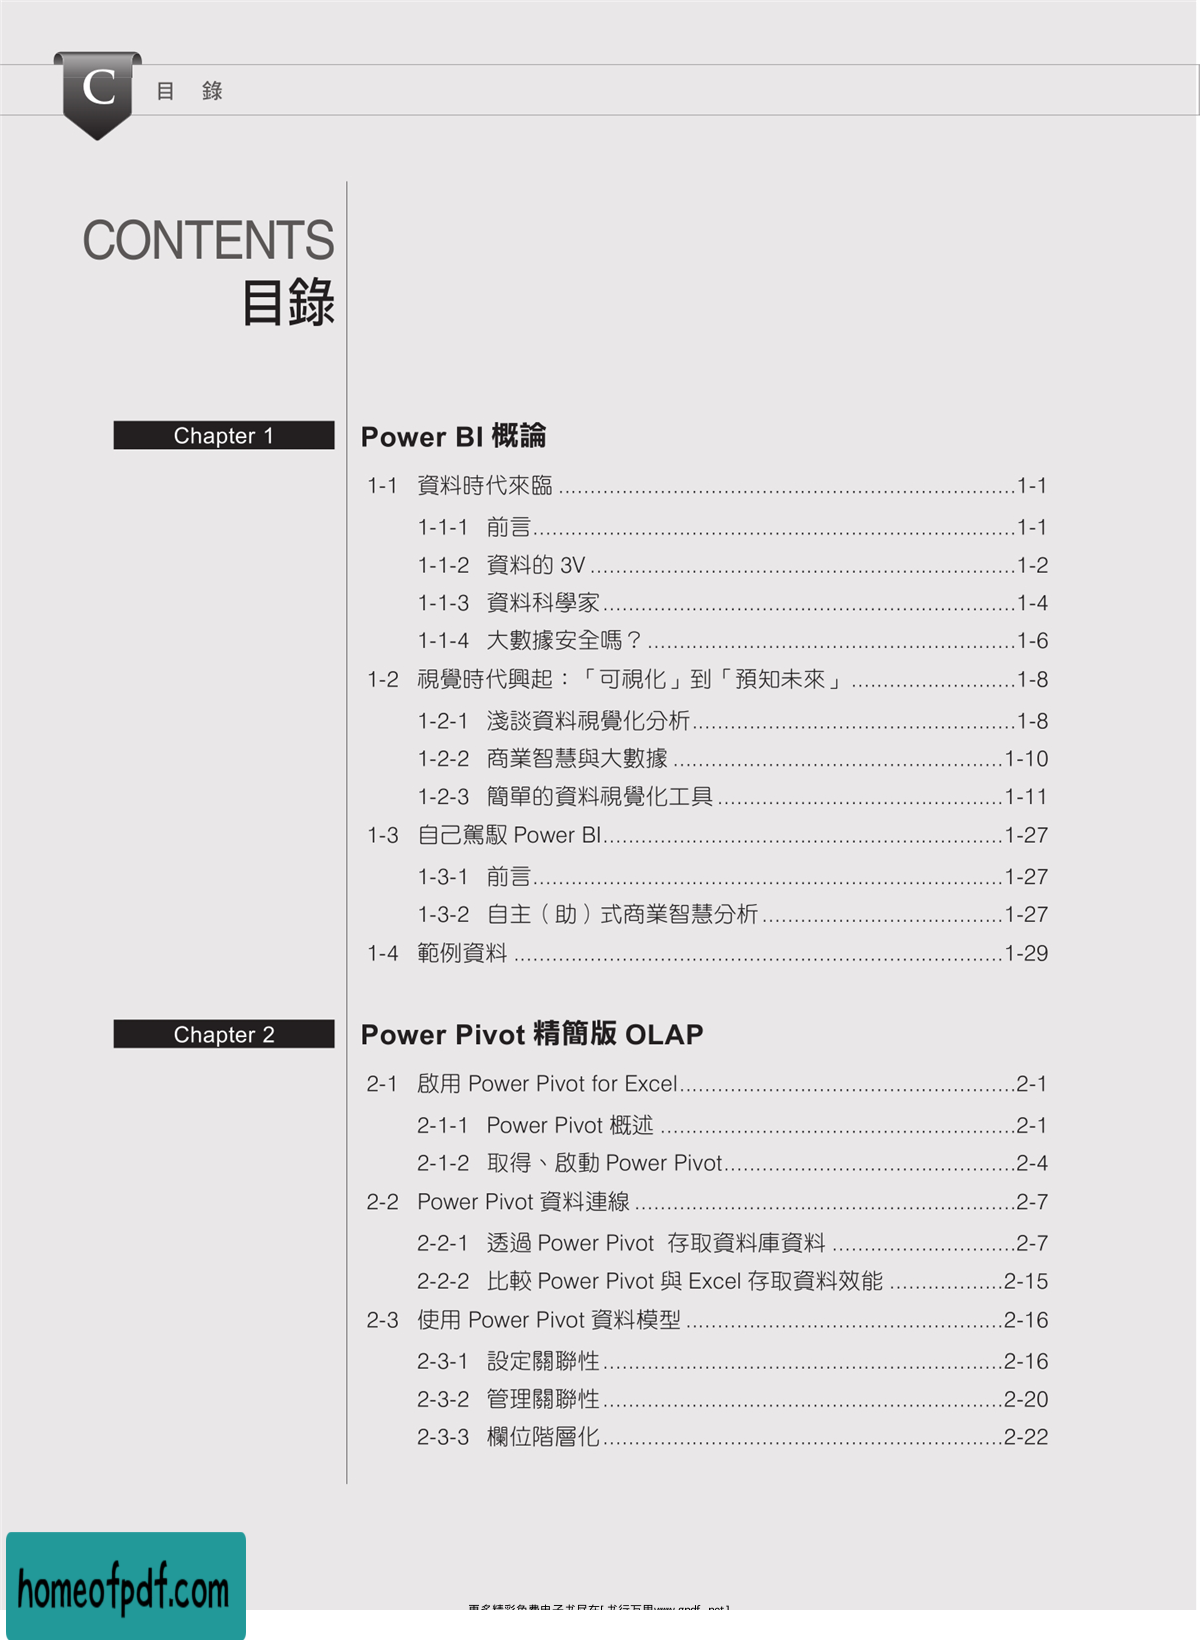 C 目 錄
CONTENTS
目錄
Chapter 1 Power BI 概論
1-1 資料時代來臨 ........................................................................1-1
1-1-1 前言............................................................................1-1
1-1-2 資料的 3V ...................................................................1-2
1-1-3 資料科學家.................................................................1-4
1-1-4 大數據安全嗎？..........................................................1-6
1-2 視覺時代興起：「可視化」到「預知未來」 ..........................1-8
1-2-1 淺談資料視覺化分析...................................................1-8
1-2-2 商業智慧與大數據 ....................................................1-10
1-2-3 簡單的資料視覺化工具 .............................................1-11
1-3 自己駕馭 Power BI...............................................................1-27
1-3-1 前言..........................................................................1-27
1-3-2 自主（助）式商業智慧分析......................................1-27
1-4 範例資料 .............................................................................1-29
Chapter 2 Power Pivot 精簡版 OLAP
2-1 啟用 Power Pivot for Excel.....................................................2-1
2-1-1 Power Pivot 概述 ........................................................2-1
2-1-2 取得、啟動 Power Pivot..............................................2-4
2-2 Power Pivot 資料連線 ............................................................2-7
2-2-1 透過 Power Pivot 存取資料庫資料 .............................2-7
2-2-2 比較 Power Pivot 與 Excel 存取資料效能 ..................2-15
2-3 使用 Power Pivot 資料模型 ..................................................2-16
2-3-1 設定關聯性...............................................................2-16
2-3-2 管理關聯性...............................................................2-20
2-3-3 欄位階層化...............................................................2-22
homeofpdf.com